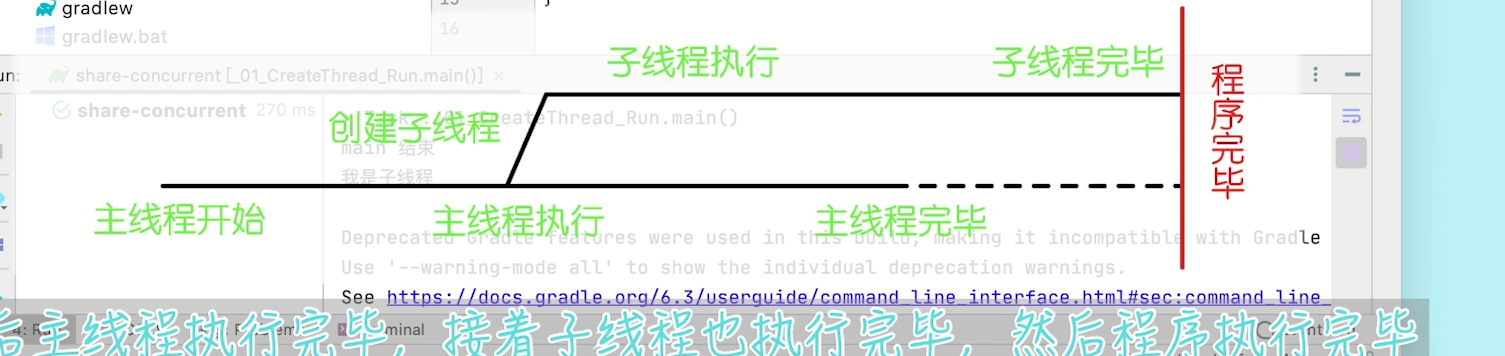 gradlew
16
gradlew.bat
un: share-concurrent [_01_CreateThread_Run.main()] ×
share-concurrent 270 ms
子线程执行
子线程完毕
程序完毕
创建子线程
CreateThread_Run.main()
main 结束
我是子线程
主线程开始
主线程执行
主线程完毕
Deprecated Gradle features were used in this build, making it incompatible with Gradle
Use '--warning-mode all' to show the individual deprecation warnings.
See https://docs.gradle.org/6.3/userguide/command_line_interface.html#sec:command_line_
后主线程执行完毕，接着子线程也执行完毕，然后程序执行完毕